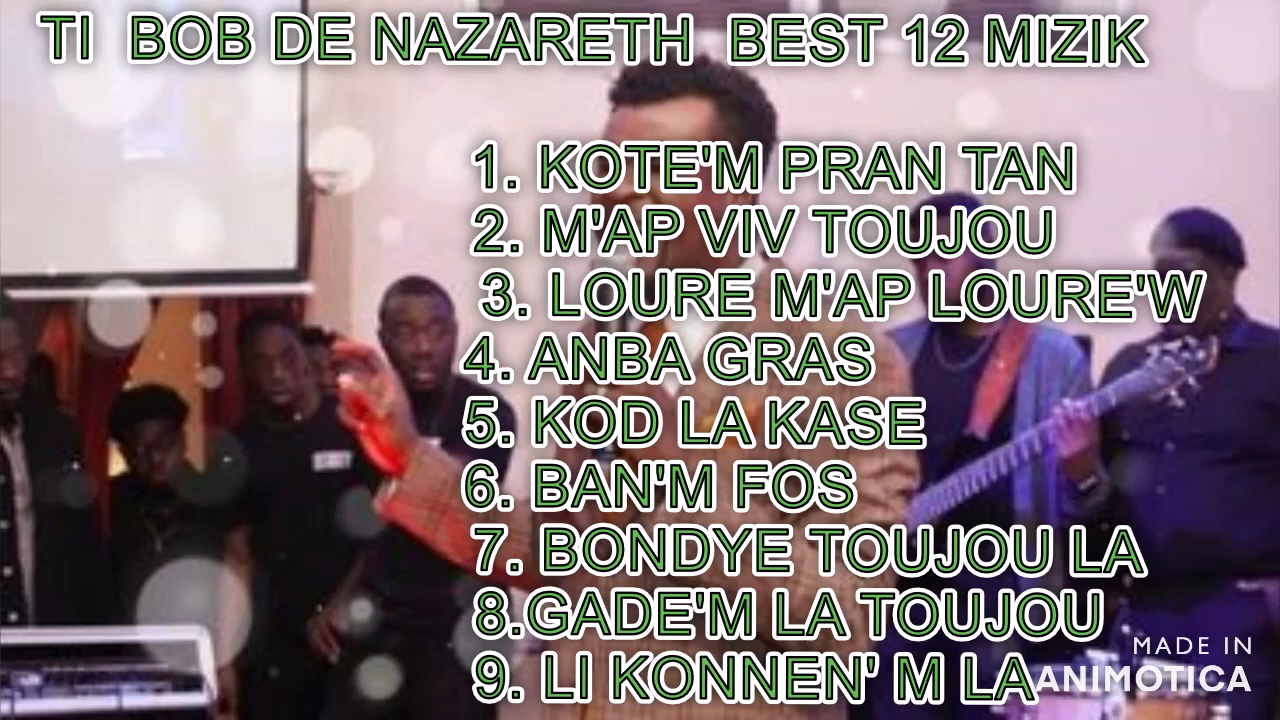 TI BOB DE NAZARETH BEST 12 MIZIK
1. KOTE'M PRAN TAN
2. M'AP VIV TOUJOU
3. LOURE M'AP LOURE'W
4. ANBA GRAS
5. KOD LA KASE
6. BAN'M FOS
7. BONDYE TOUJOU LA
8.GADE'M LA TOUJOU
9. LI KONNEN' M LA
MADE IN
ANIMOTICA